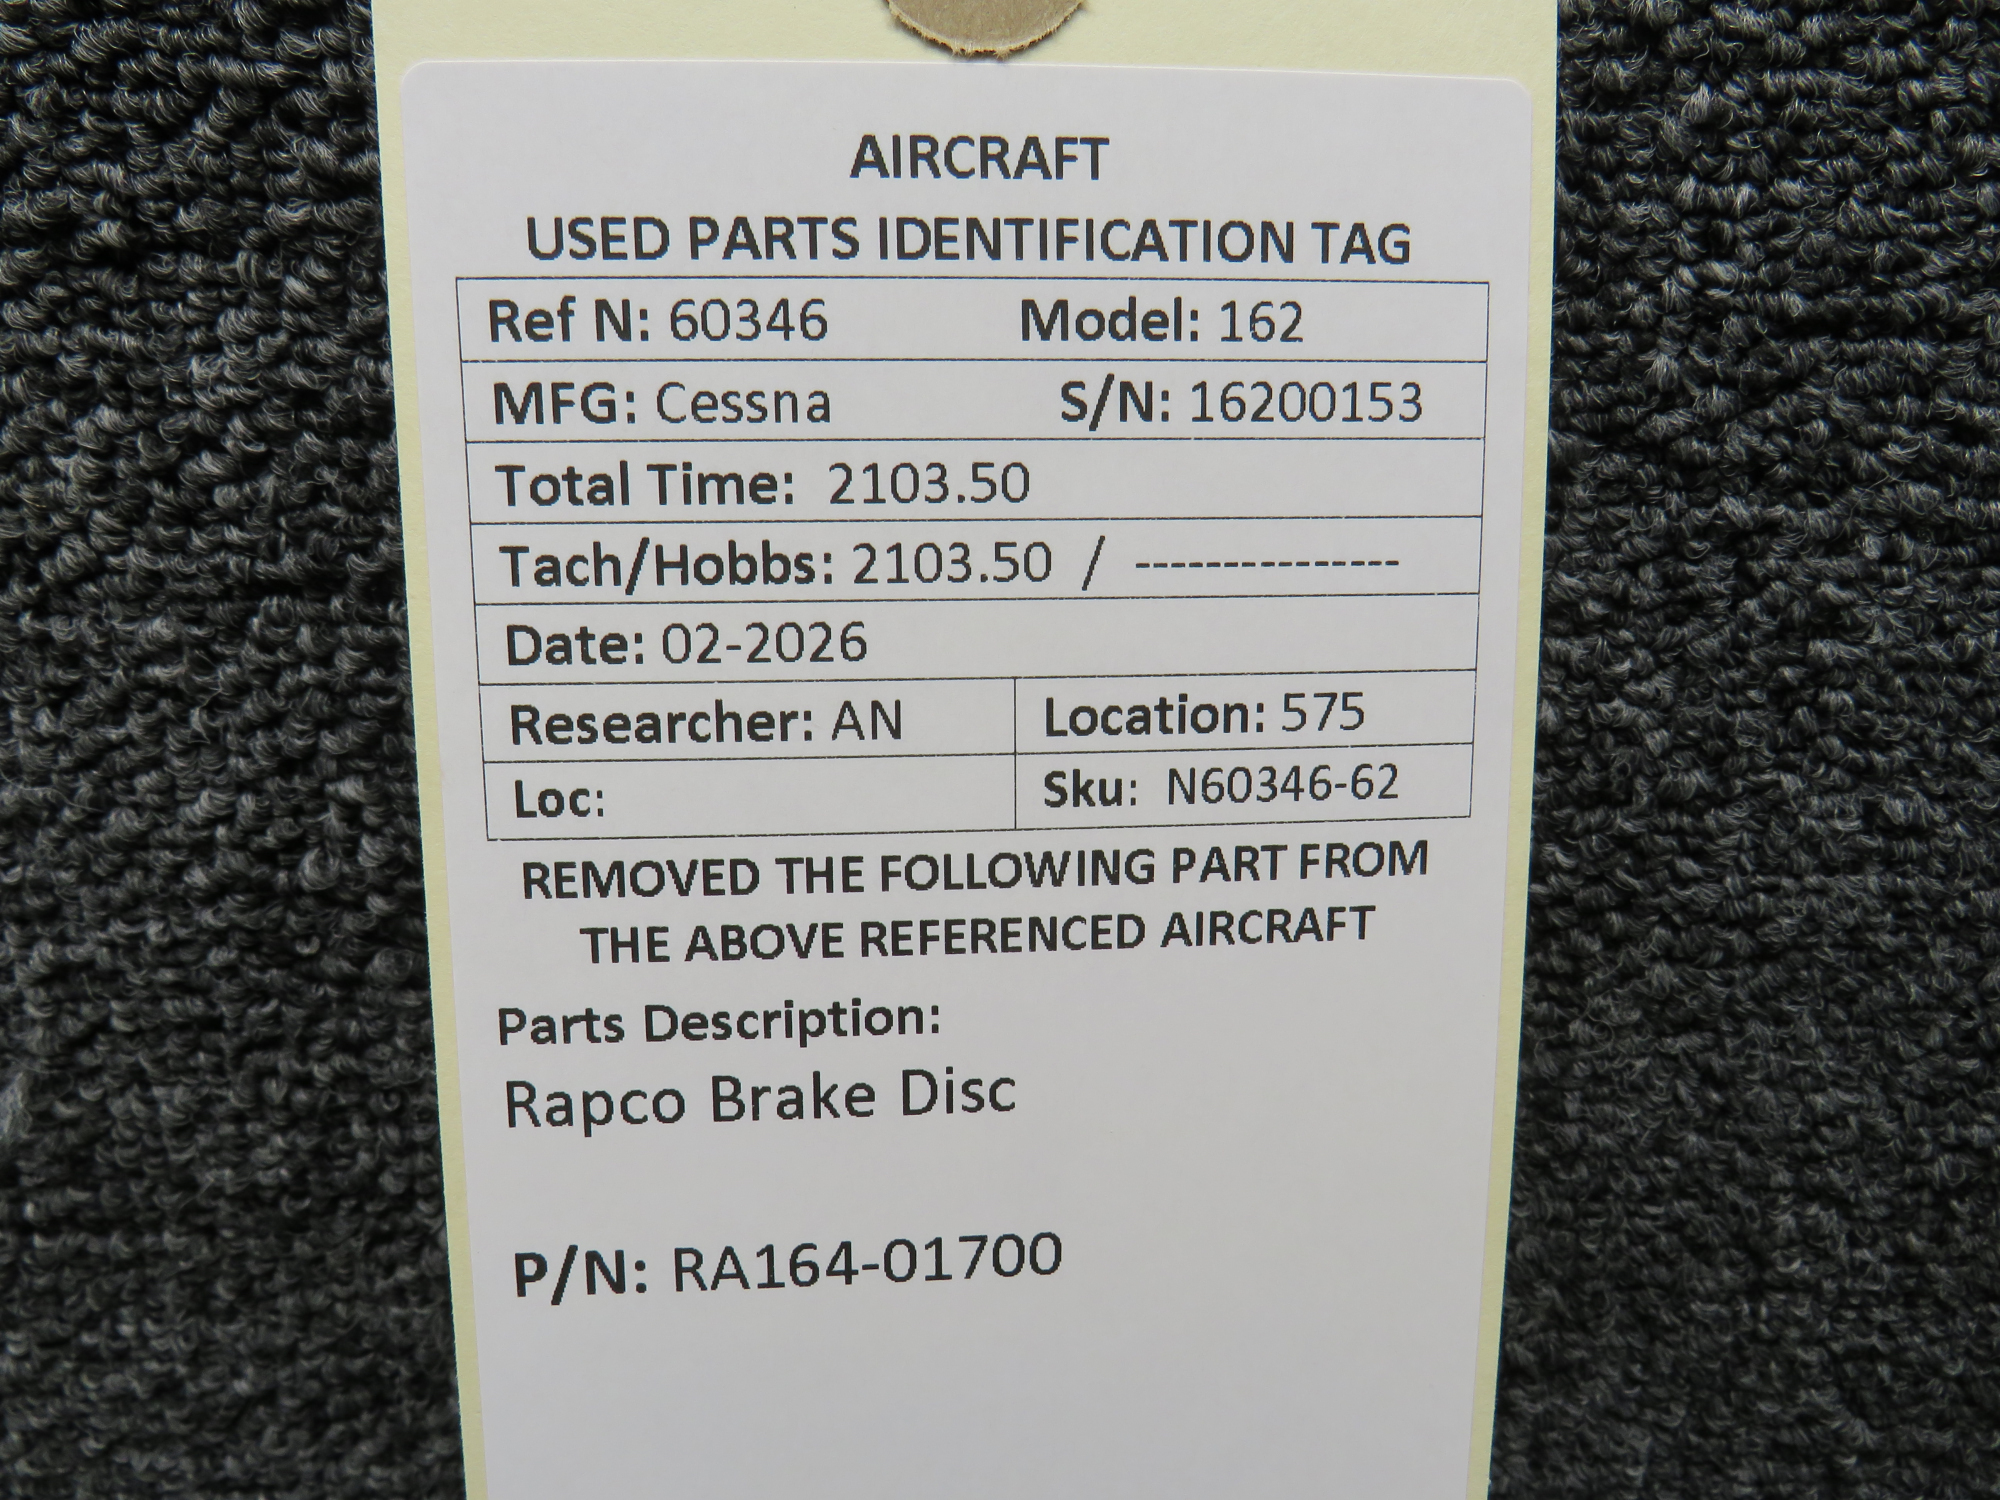 AIRCRAFT
USED PARTS IDENTIFICATION TAG
Ref N: 60346 Model: 162
MFG: Cessna S/N: 16200153
Total Time: 2103.50
Tach/Hobbs: 2103.50 / ---------------
Date: 02-2026
Researcher: AN Location: 575
Loc: Sku: N60346-62
REMOVED THE FOLLOWING PART FROM
THE ABOVE REFERENCED AIRCRAFT
Parts Description:
Rapco Brake Disc
P/N: RA164-01700